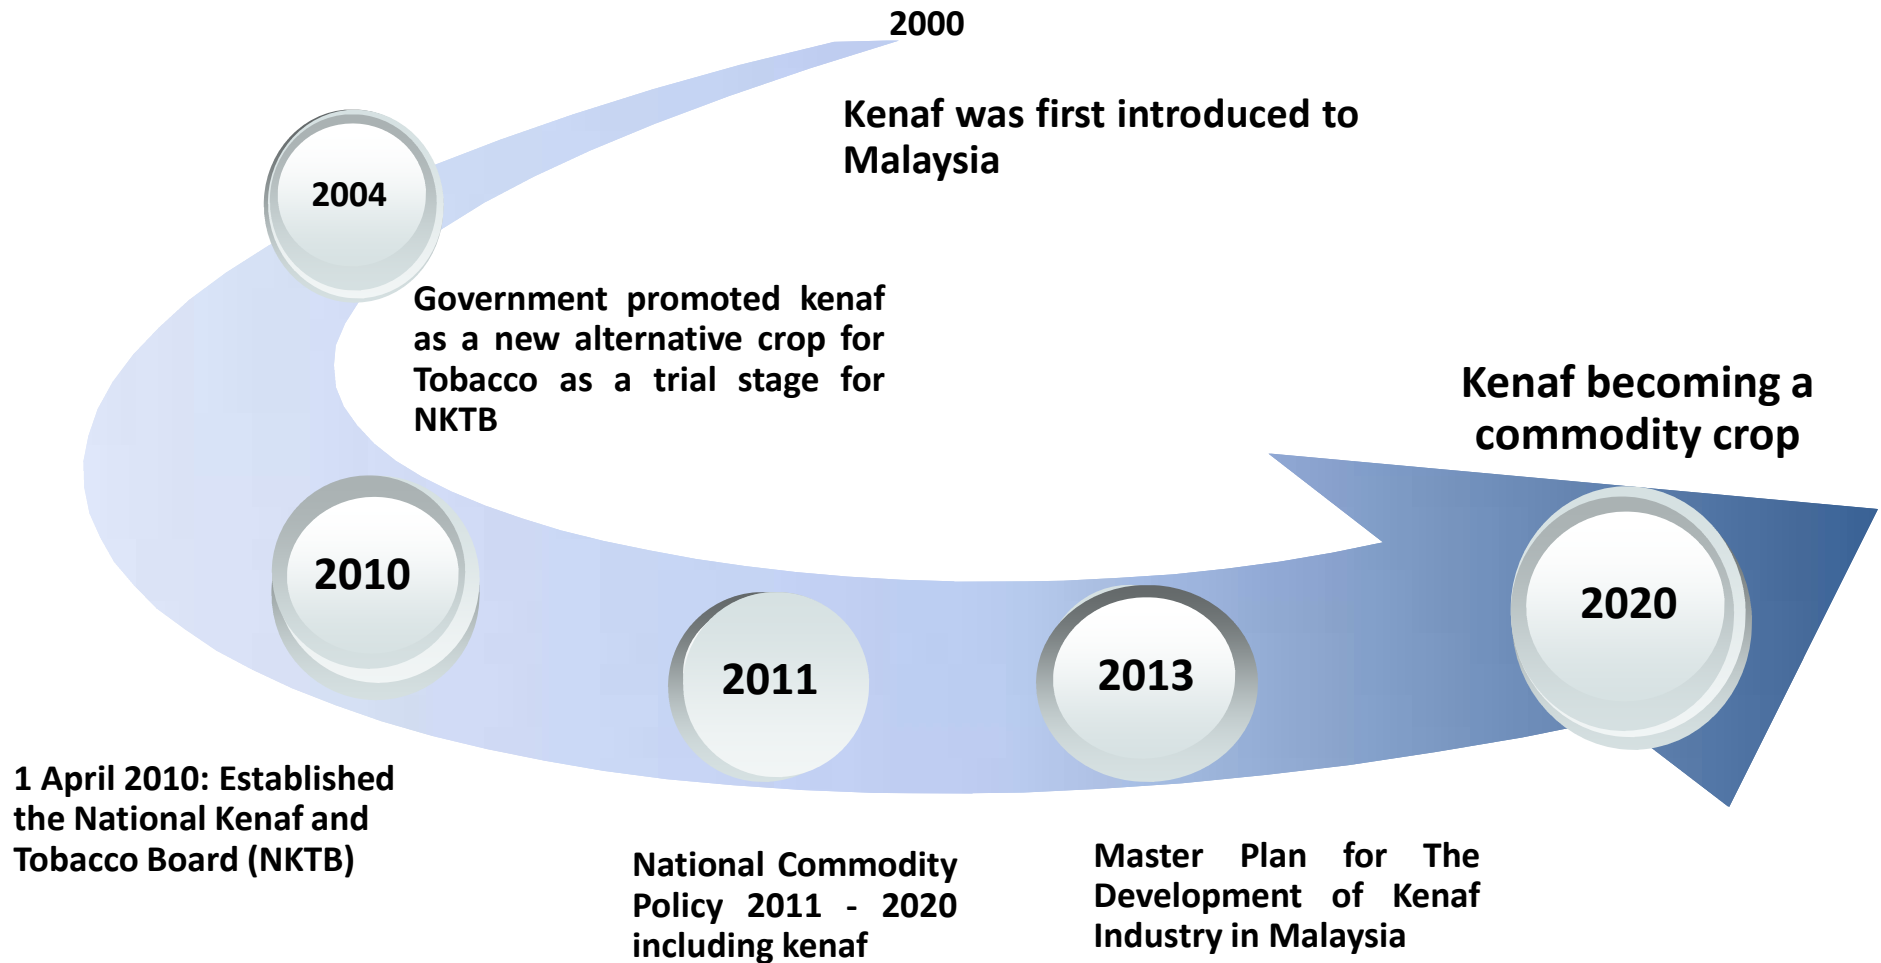 2000
Kenaf was first introduced to
Malaysia
2004
Government promoted kenaf
as a new alternative crop for
Tobacco as a trial stage for
NKTB
2010
1 April 2010: Established
the National Kenaf and
Tobacco Board (NKTB)
2011
National Commodity
Policy 2011 - 2020
including kenaf
2013
Master Plan for The
Development of Kenaf
Industry in Malaysia
Kenaf becoming a
commodity crop
2020